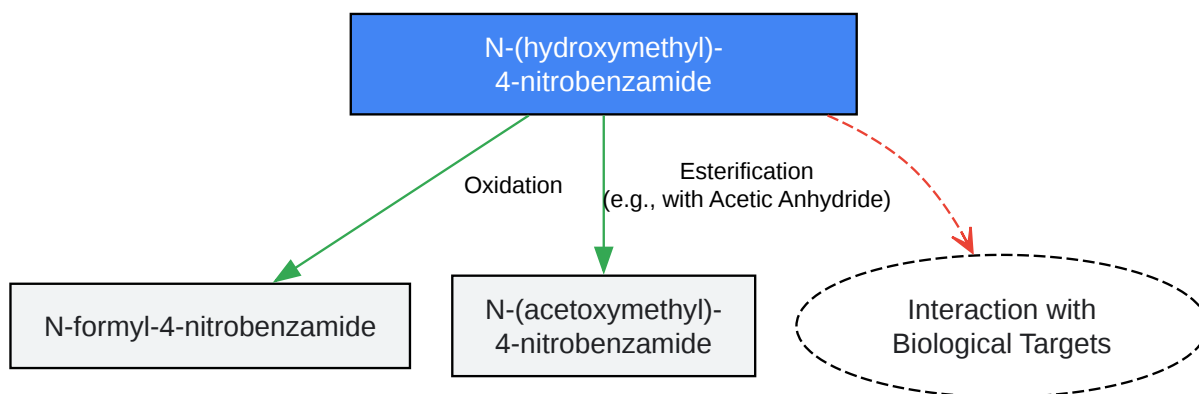 N-(hydroxymethyl)-
4-nitrobenzamide
Oxidation
Esterification
(e.g., with Acetic Anhydride)
N-formyl-4-nitrobenzamide
N-(acetoxymethyl)-
4-nitrobenzamide
Interaction with
Biological Targets